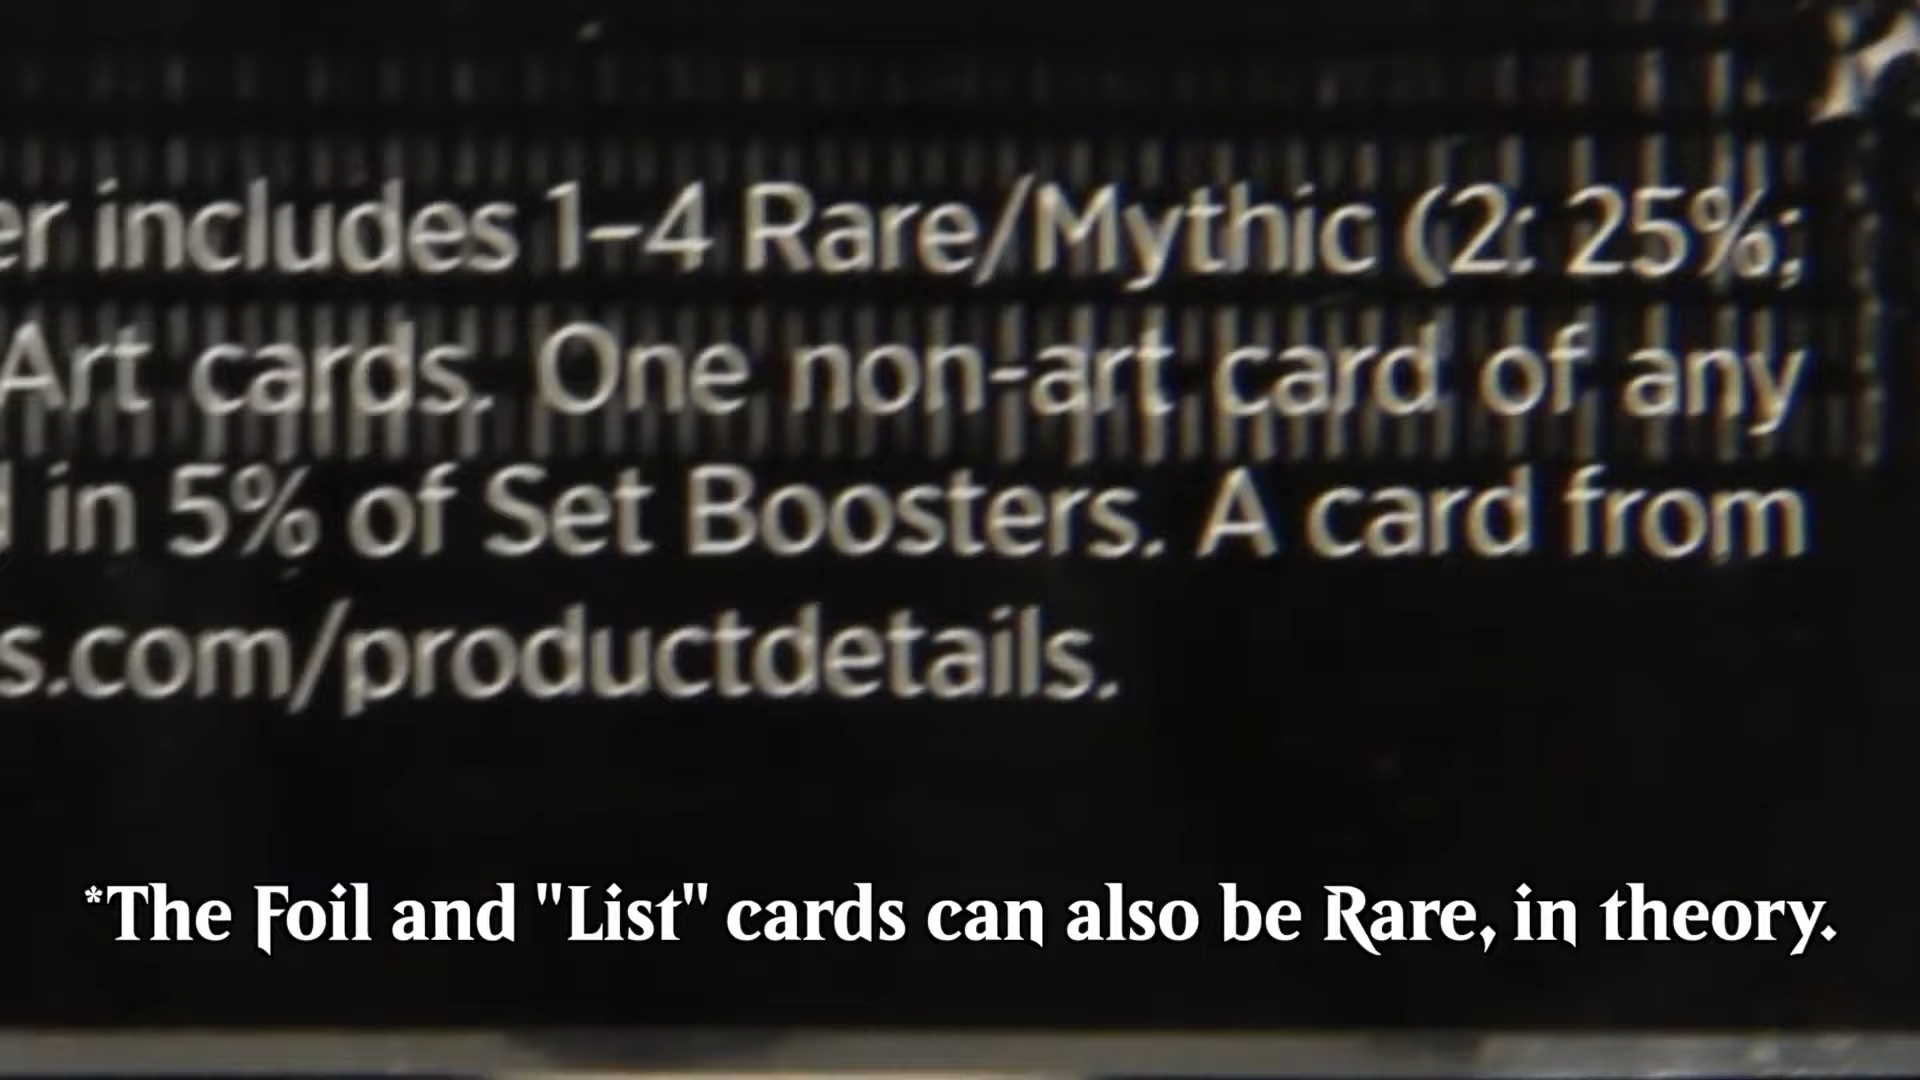 er includes 1–4 Rare/Mythic (2: 25%;
Art cards. One non-art card of any
in 5% of Set Boosters. A card from
s.com/productdetails.
*The Foil and "List" cards can also be Rare, in theory.